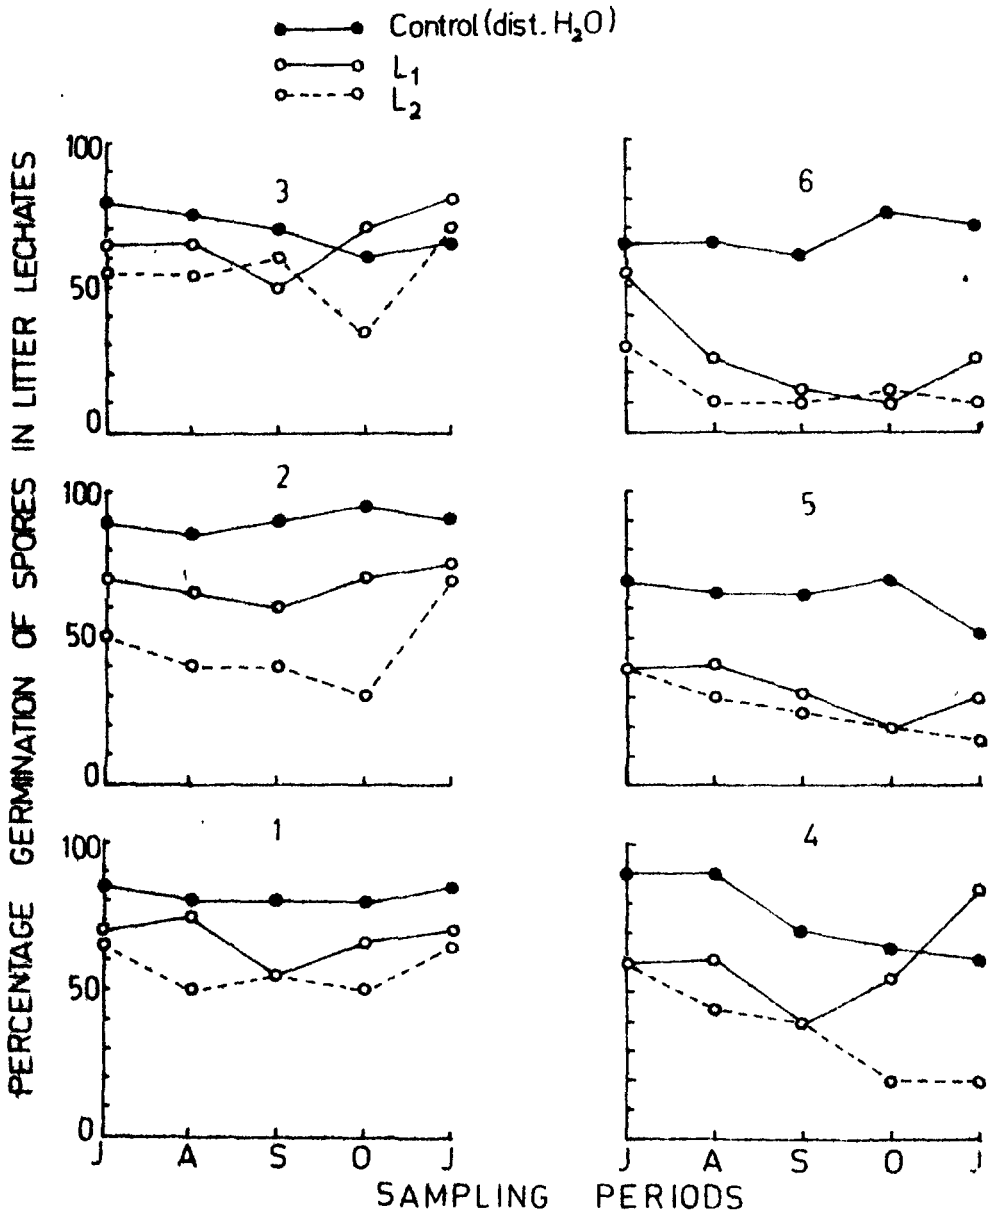 Control (dist. H₂O)
L₁
L₂
PERCENTAGE GERMINATION OF SPORES IN LITTER LECHATES
3
100
50
0
6
2
100
50
0
5
1
100
50
0
J A S O J
4
J A S O J
SAMPLING PERIODS